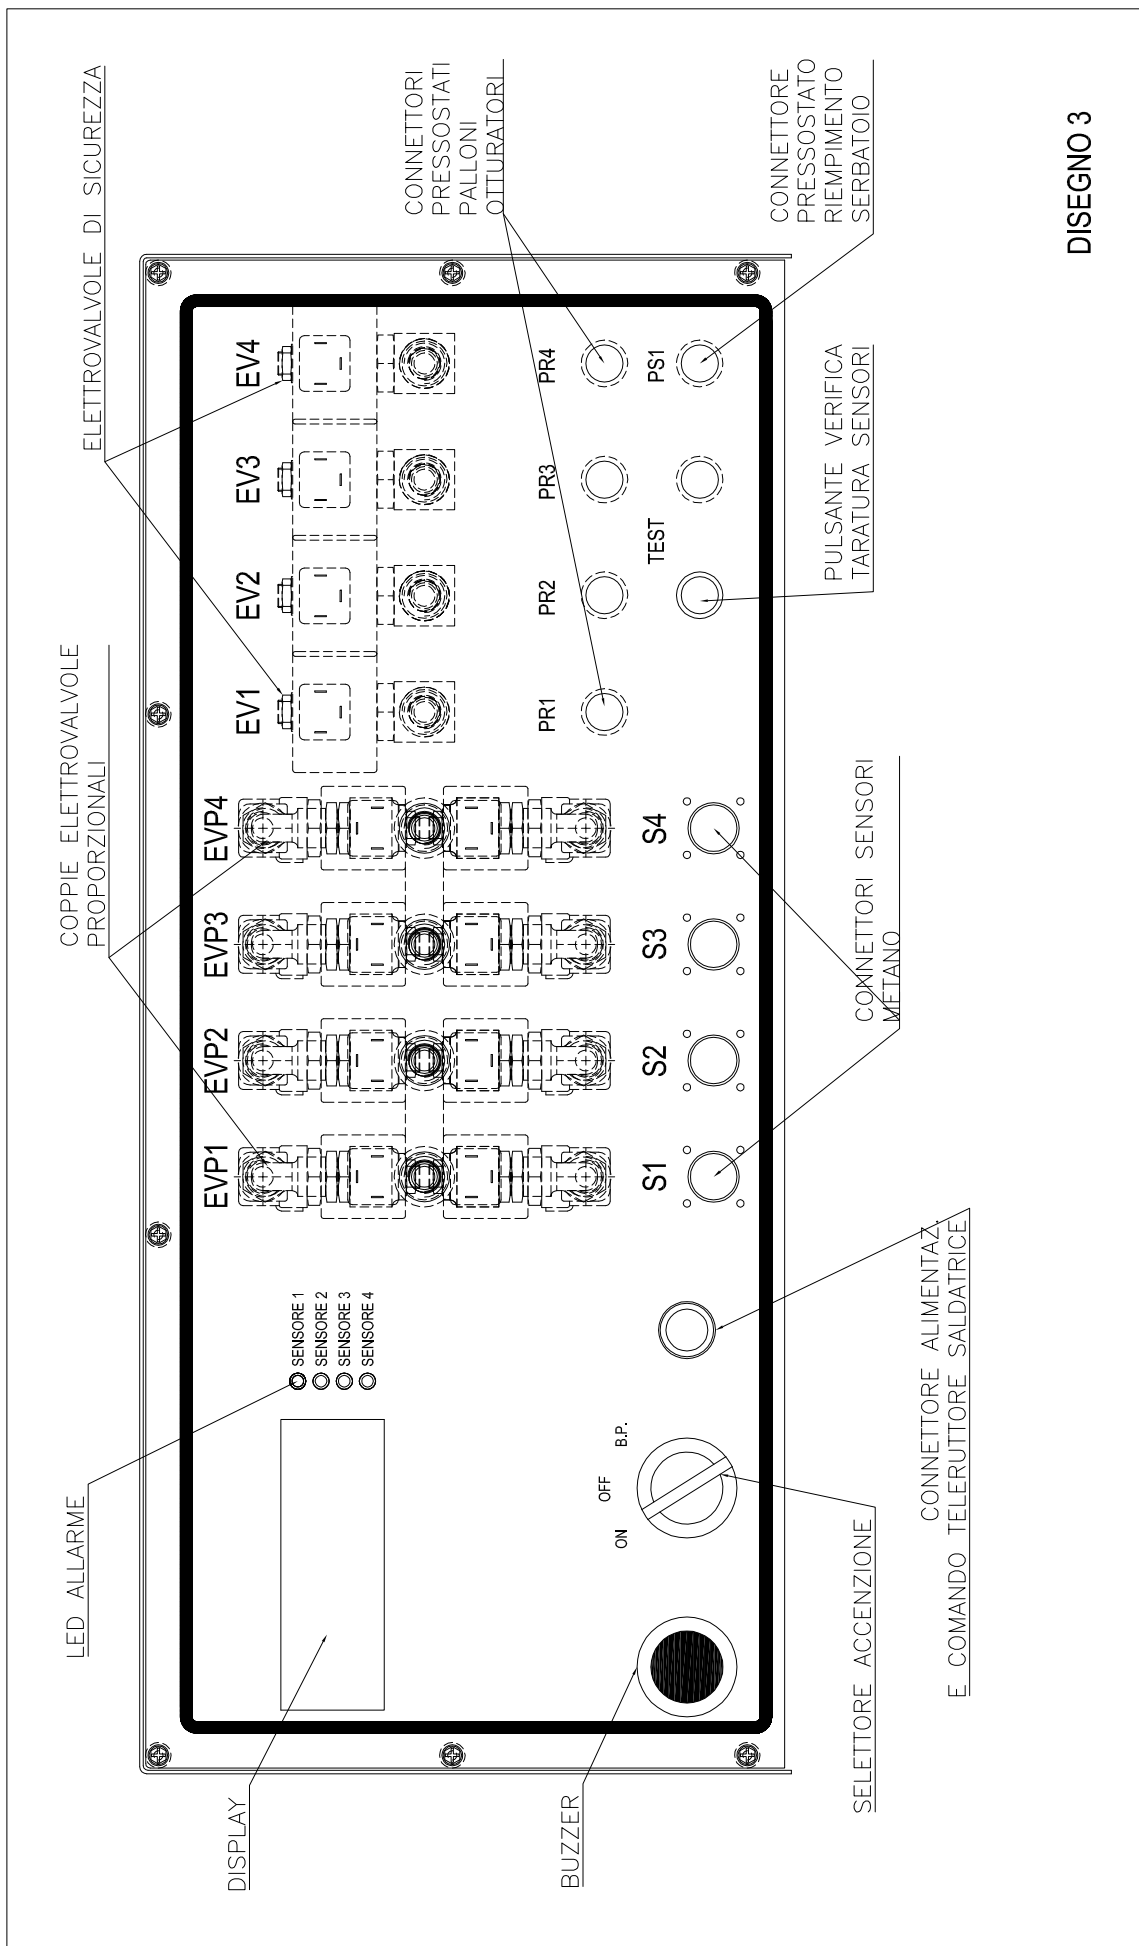 LED ALLARME
COPPIE ELETTROVALVOLE
PROPORZIONALI
ELETTROVALVOLE DI SICUREZZA
DISPLAY
SENSORE 1
SENSORE 2
SENSORE 3
SENSORE 4
EVP1
EVP2
EVP3
EVP4
EV1
EV2
EV3
EV4
CONNETTORI
PRESSOSTATI
PALLONI
OTTURATORI
PR1
PR2
PR3
PR4
BUZZER
ON
OFF
B.P.
S1
S2
S3
S4
TEST
PS1
CONNETTORE
PRESSOSTATO
RIEMPIMENTO
SERBATOIO
SELETTORE ACCENZIONE
CONNETTORE ALIMENTAZ.
E COMANDO TELERUTTORE SALDATRICE
CONNETTORI SENSORI
METANO
PULSANTE VERIFICA
TARATURA SENSORI
DISEGNO 3